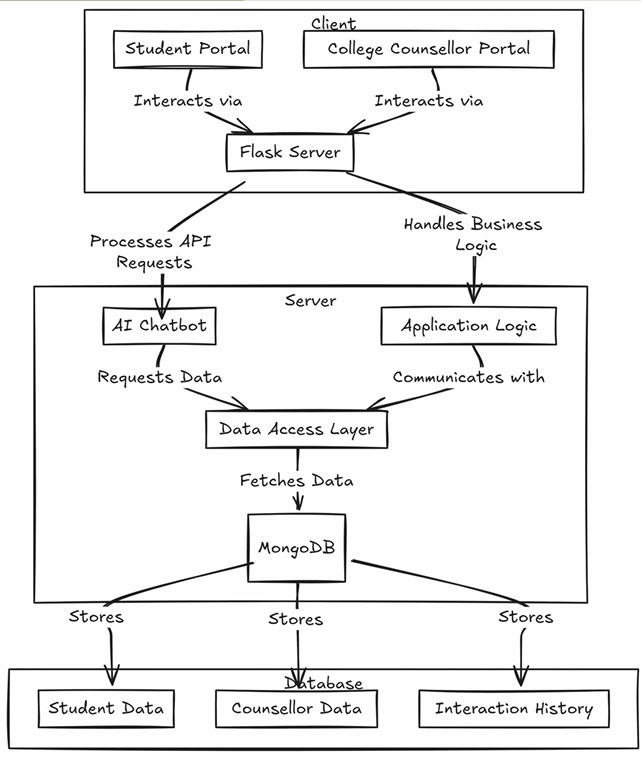 Client
Student Portal
College Counsellor Portal
Interacts via
Interacts via
Flask Server
Processes API
Requests
Handles Business
Logic
Server
AI Chatbot
Application Logic
Requests Data
Communicates with
Data Access Layer
Fetches Data
MongoDB
Stores
Stores
Stores
Database
Student Data
Counsellor Data
Interaction History